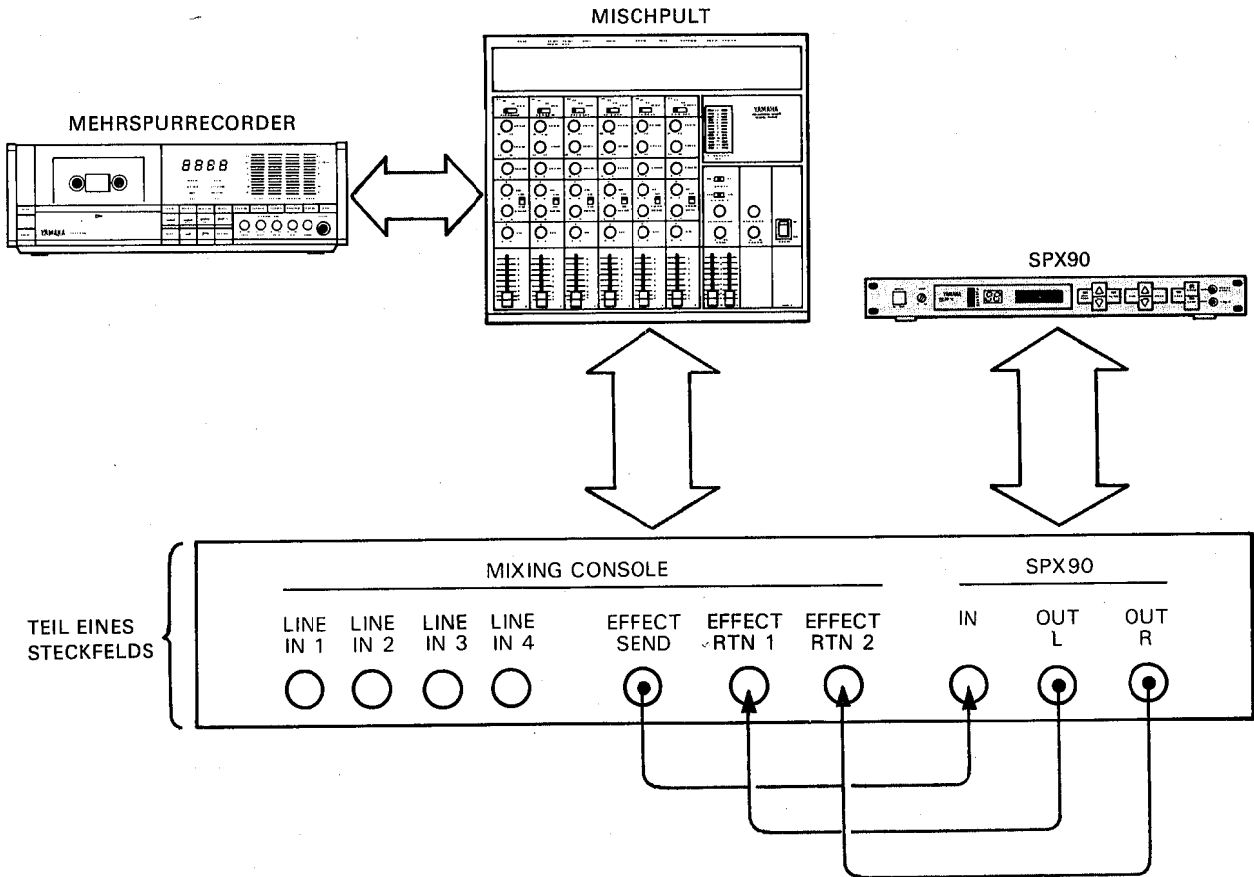 MISCHPULT
MEHRSPURRECORDER
8868
YAMAHA
YAMAHA
SPX90
YAMAHA
TEIL EINES
STECKFELDS
MIXING CONSOLE
SPX90
LINE
IN 1
LINE
IN 2
LINE
IN 3
LINE
IN 4
EFFECT
SEND
EFFECT
RTN 1
EFFECT
RTN 2
IN
OUT
L
OUT
R